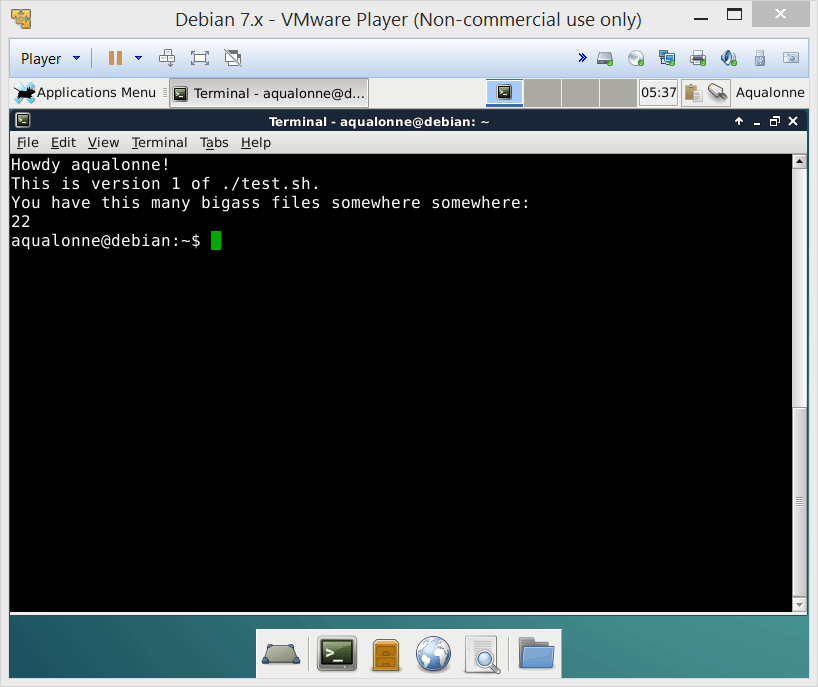 Debian 7.x - VMware Player (Non-commercial use only)
Player
Applications Menu
Terminal - aqualonne@d...
05:37
Aqualonne
Terminal - aqualonne@debian: ~
File Edit View Terminal Tabs Help
Howdy aqualonne!
This is version 1 of ./test.sh.
You have this many bigass files somewhere somewhere:
22
aqualonne@debian:~$